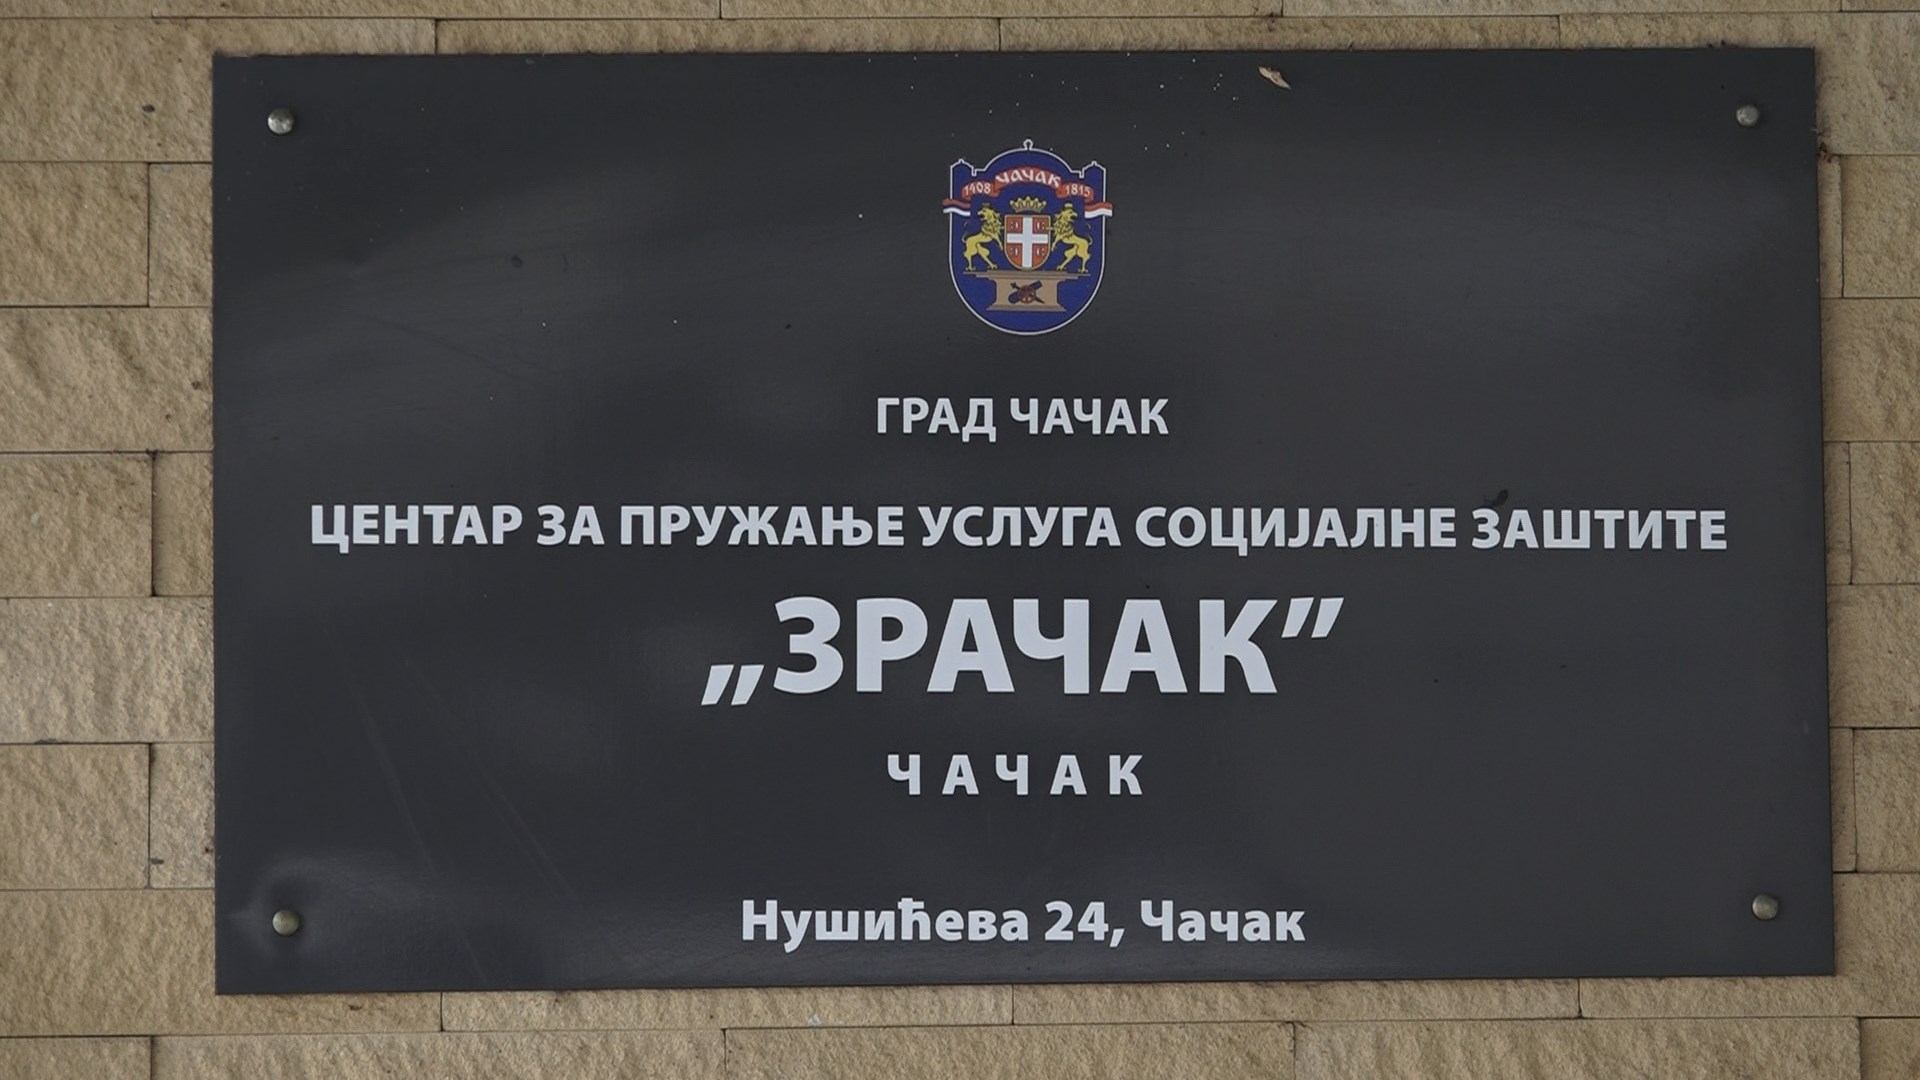 ЧАЧАК
1408 1815
ГРАД ЧАЧАК
ЦЕНТАР ЗА ПРУЖАЊЕ УСЛУГА СОЦИЈАЛНЕ ЗАШТИТЕ
„ЗРАЧАК”
ЧАЧАК
Нушићева 24, Чачак